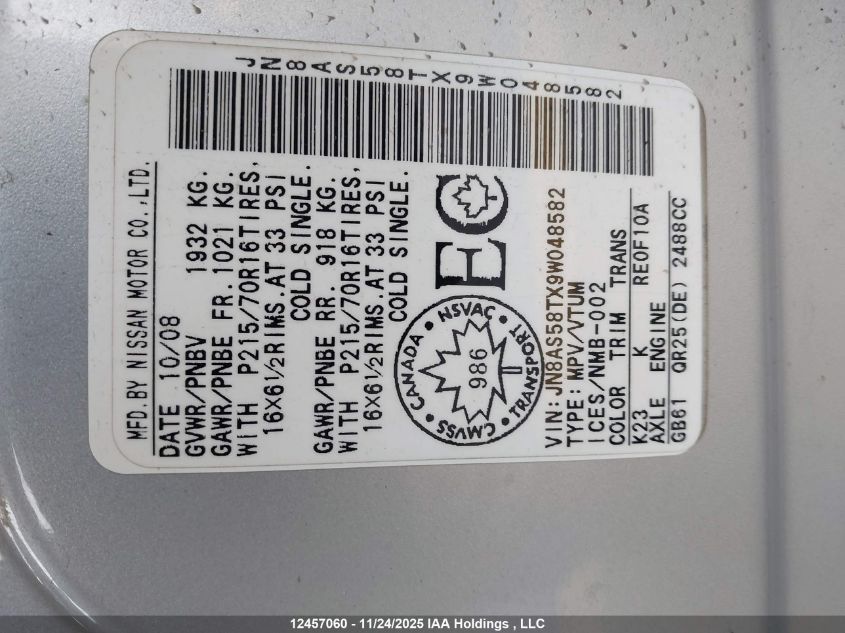 JN8AS58TX9W048582
MFD.BY NISSAN MOTOR CO.,LTD.
DATE 10/08
GVWR/PNBV 1932 KG.
GAWR/PNBE FR. 1021 KG.
WITH P215/70R16TIRES,
16X6½RIMS.AT 33 PSI
COLD SINGLE.
GAWR/PNBE RR. 918 KG.
WITH P215/70R16TIRES,
16X6½RIMS.AT 33 PSI
COLD SINGLE.
CANADA • NSVAC • TRANSPORT • CMVSS •
986
EC
VIN:JN8AS58TX9W048582
TYPE:MPV/VTUM
ICES/NMB-002
COLOR TRIM TRANS
K23 K RE0F10A
AXLE ENGINE
GB61 QR25(DE) 2488CC
12457060 - 11/24/2025 IAA Holdings , LLC